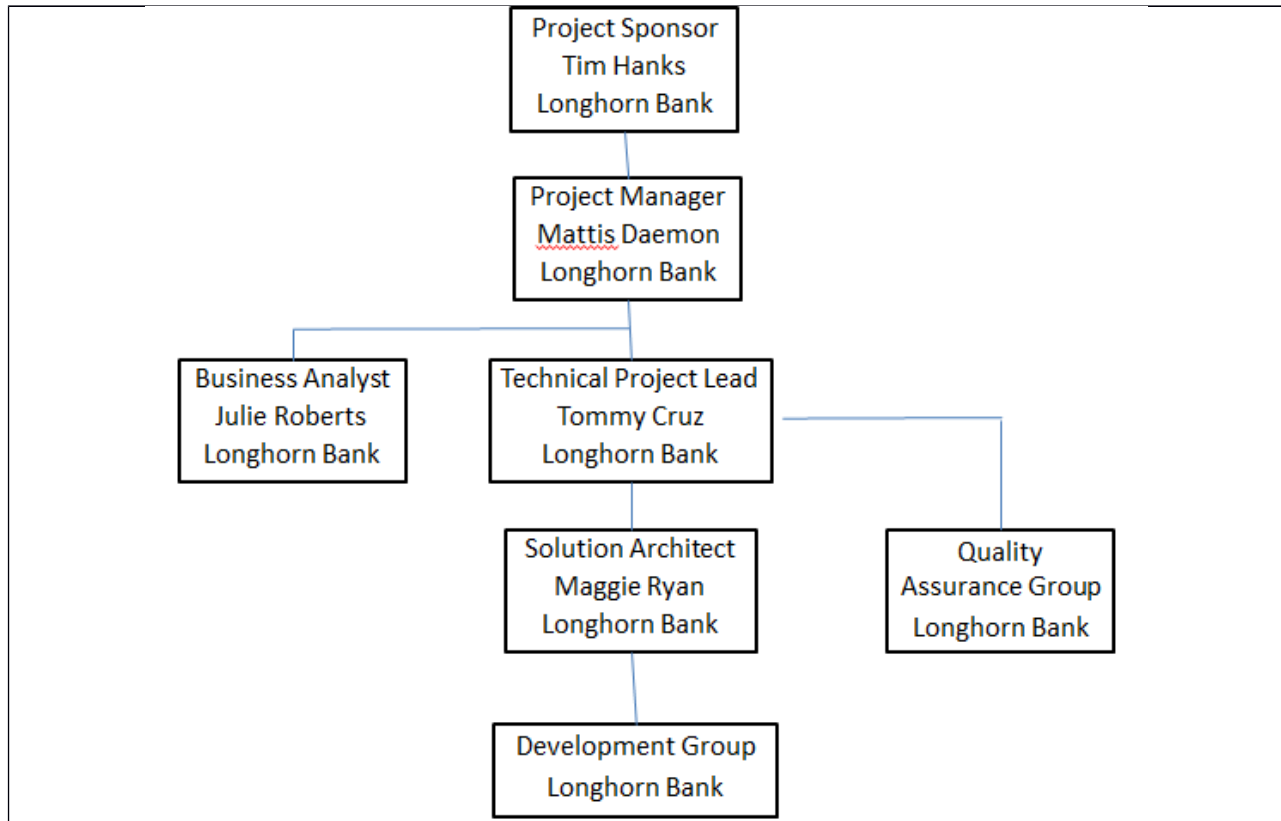 Project Sponsor
Tim Hanks
Longhorn Bank
Project Manager
Mattis Daemon
Longhorn Bank
Business Analyst
Julie Roberts
Longhorn Bank
Technical Project Lead
Tommy Cruz
Longhorn Bank
Solution Architect
Maggie Ryan
Longhorn Bank
Quality
Assurance Group
Longhorn Bank
Development Group
Longhorn Bank